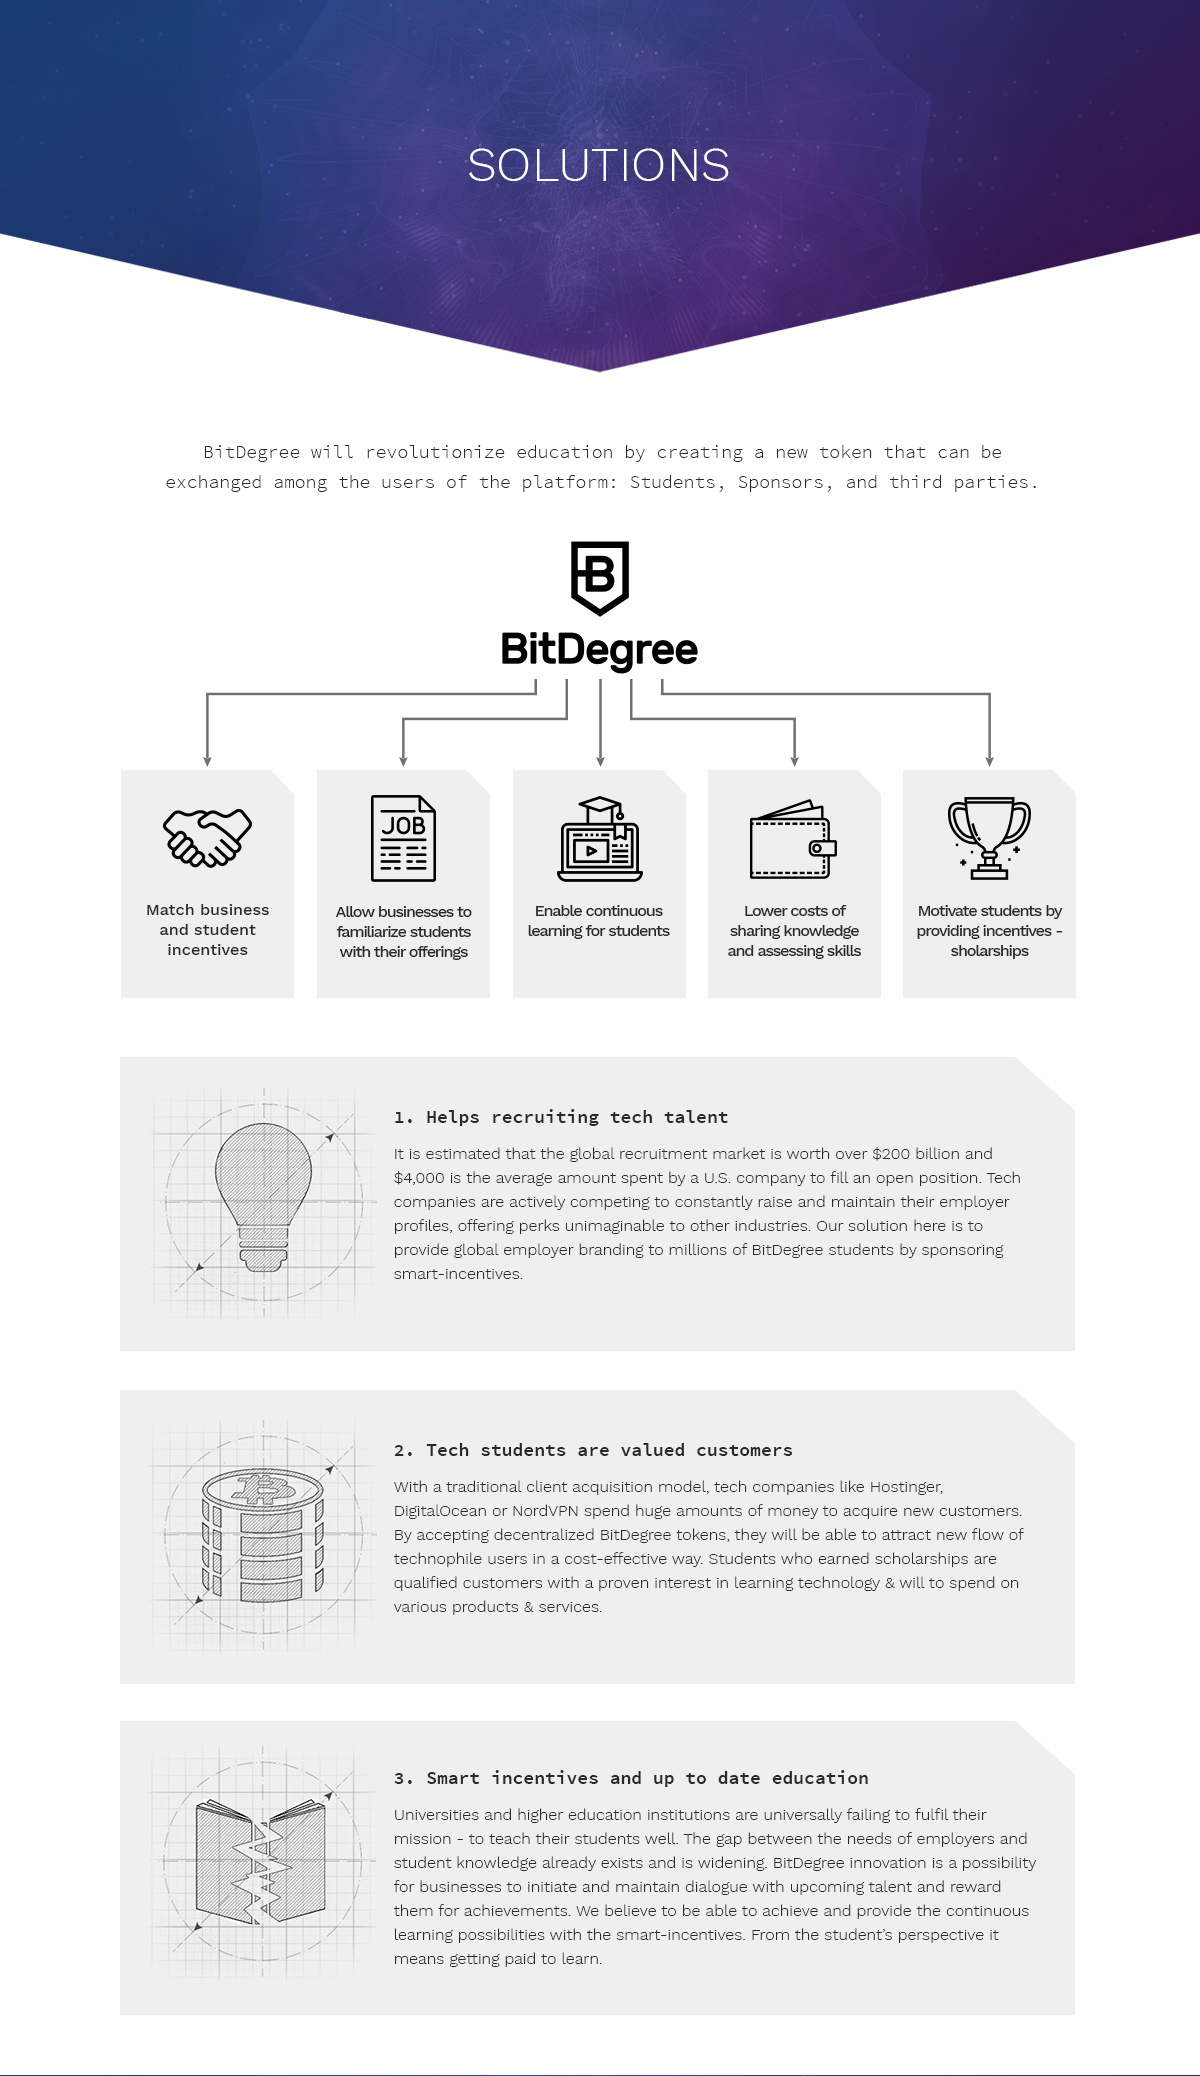 SOLUTIONS
BitDegree will revolutionize education by creating a new token that can be
exchanged among the users of the platform: Students, Sponsors, and third parties.
B
BitDegree
JOB
Match business
and student
incentives
Allow businesses to
familiarize students
with their offerings
Enable continuous
learning for students
Lower costs of
sharing knowledge
and assessing skills
Motivate students by
providing incentives -
sholarships
1. Helps recruiting tech talent
It is estimated that the global recruitment market is worth over $200 billion and
$4,000 is the average amount spent by a U.S. company to fill an open position. Tech
companies are actively competing to constantly raise and maintain their employer
profiles, offering perks unimaginable to other industries. Our solution here is to
provide global employer branding to millions of BitDegree students by sponsoring
smart-incentives.
2. Tech students are valued customers
With a traditional client acquisition model, tech companies like Hostinger,
DigitalOcean or NordVPN spend huge amounts of money to acquire new customers.
By accepting decentralized BitDegree tokens, they will be able to attract new flow of
technophile users in a cost-effective way. Students who earned scholarships are
qualified customers with a proven interest in learning technology & will to spend on
various products & services.
3. Smart incentives and up to date education
Universities and higher education institutions are universally failing to fulfil their
mission - to teach their students well. The gap between the needs of employers and
student knowledge already exists and is widening. BitDegree innovation is a possibility
for businesses to initiate and maintain dialogue with upcoming talent and reward
them for achievements. We believe to be able to achieve and provide the continuous
learning possibilities with the smart-incentives. From the student's perspective it
means getting paid to learn.